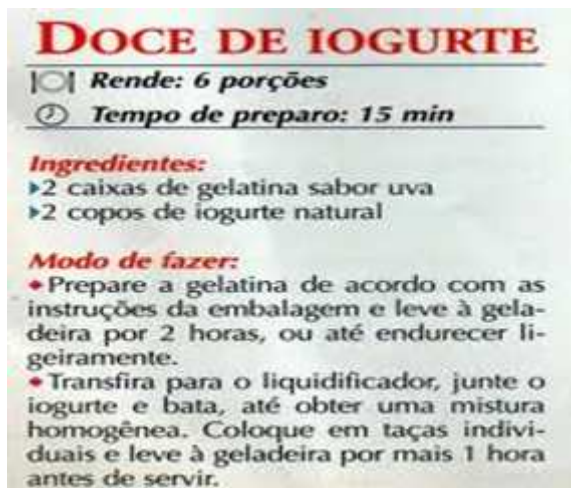 DOCE DE IOGURTE
Rende: 6 porções
Tempo de preparo: 15 min
Ingredientes:
▸2 caixas de gelatina sabor uva
▸2 copos de iogurte natural
Modo de fazer:
◆Prepare a gelatina de acordo com as
instruções da embalagem e leve à gela-
deira por 2 horas, ou até endurecer li-
geiramente.
◆Transfira para o liquidificador, junte o
iogurte e bata, até obter uma mistura
homogênea. Coloque em taças indivi-
duais e leve à geladeira por mais 1 hora
antes de servir.